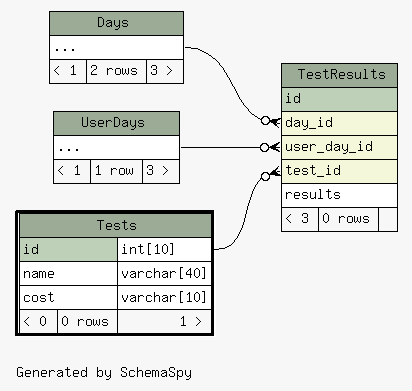 Days
...
< 1 2 rows 3 >
TestResults
id
day_id
user_day_id
test_id
results
< 3 0 rows
UserDays
...
< 1 1 row 3 >
Tests
id int[10]
name varchar[40]
cost varchar[10]
< 0 0 rows 1 >
Generated by SchemaSpy